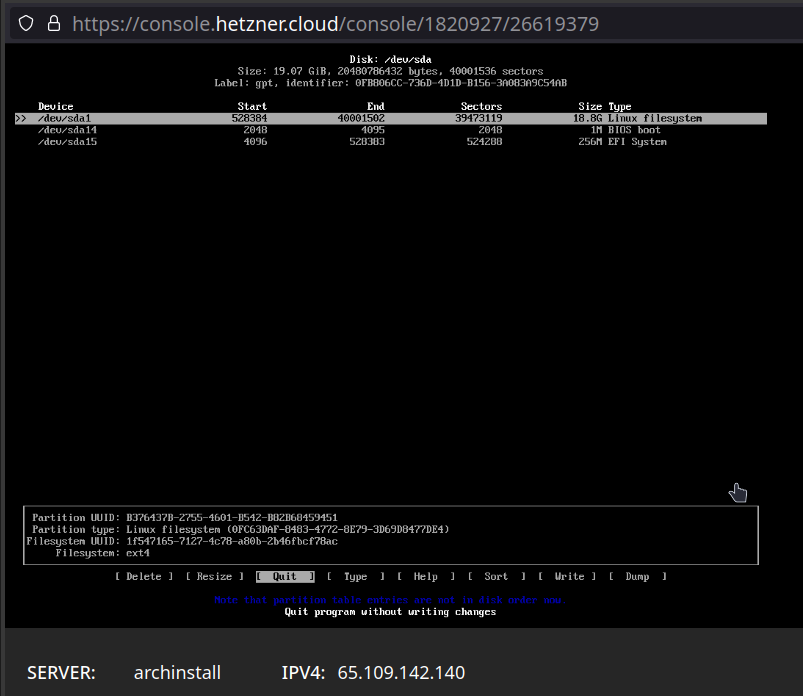 https://console.hetzner.cloud/console/1820927/26619379
Disk: /dev/sda
Size: 19.07 GiB, 20480786432 bytes, 40001536 sectors
Label: gpt, identifier: 0FB806CC-736D-4D1D-B156-3A083A9C54AB
Device Start End Sectors Size Type
>> /dev/sda1 528384 40001502 39473119 18.8G Linux filesystem
/dev/sda14 2048 4095 2048 1M BIOS boot
/dev/sda15 4096 528383 524288 256M EFI System
Partition UUID: B376437B-2755-4601-B542-B82B68459451
Partition type: Linux filesystem (0FC63DAF-8483-4772-8E79-3D69D8477DE4)
Filesystem UUID: 1f547165-7127-4c78-a80b-2b46fbcf78ac
Filesystem: ext4
[ Delete ] [ Resize ] [ Quit ] [ Type ] [ Help ] [ Sort ] [ Write ] [ Dump ]
Note that partition table entries are not in disk order now.
Quit program without writing changes
SERVER: archinstall IPV4: 65.109.142.140